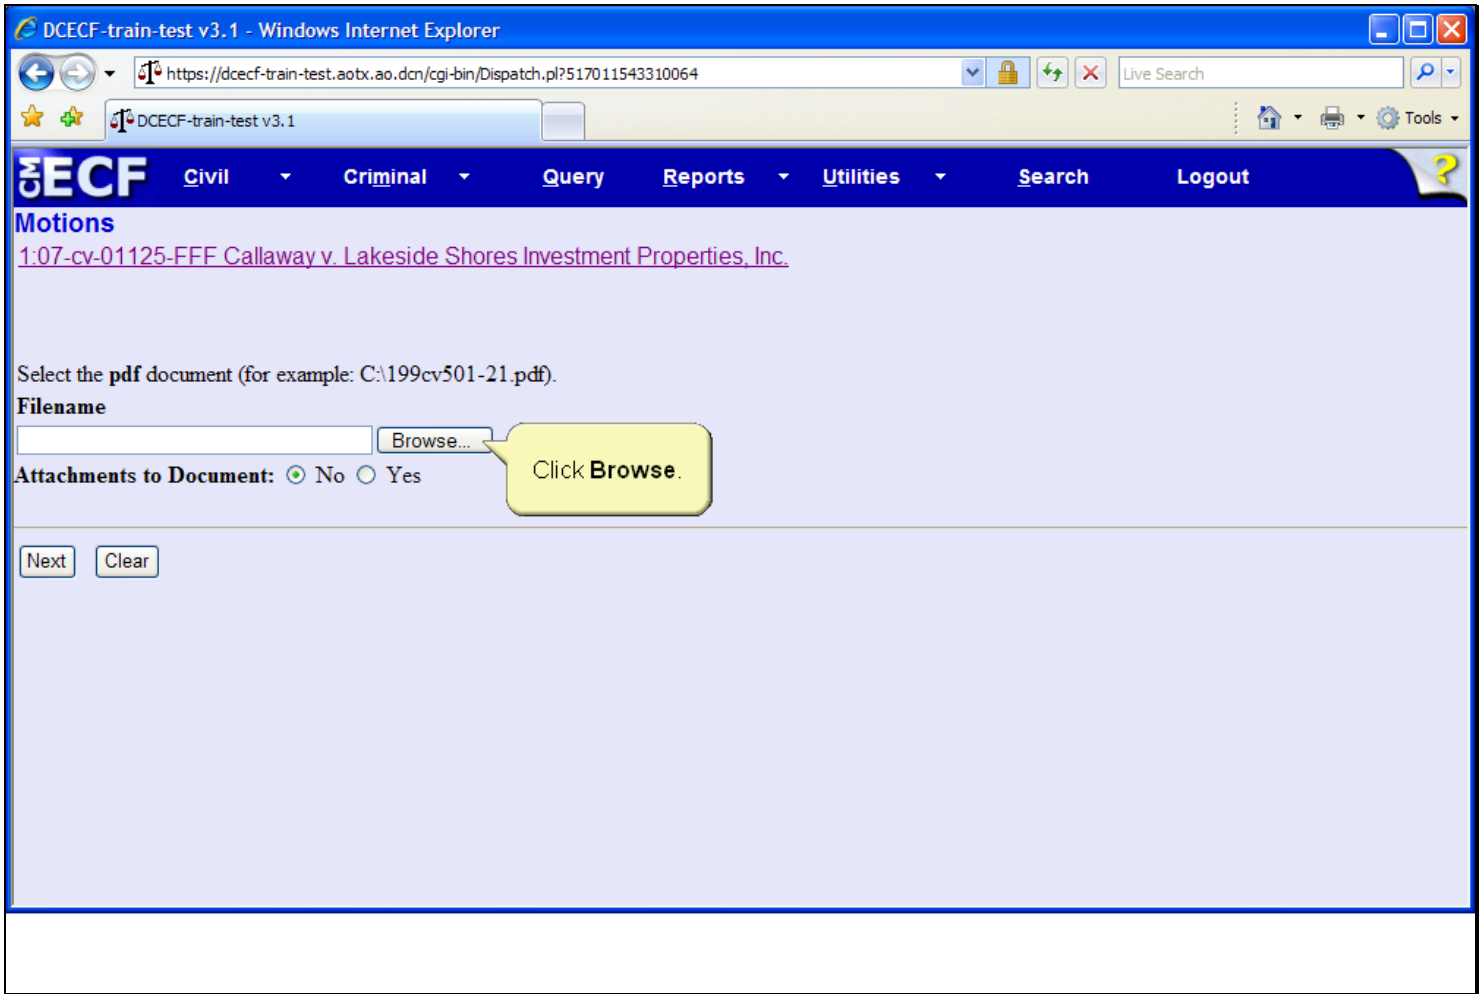 DCECF-train-test v3.1 - Windows Internet Explorer
https://dcecf-train-test.aotx.ao.dcn/cgi-bin/Dispatch.pl?517011543310064
Live Search
DCECF-train-test v3.1
Tools
CM ECF Civil Criminal Query Reports Utilities Search Logout ?
Motions
1:07-cv-01125-FFF Callaway v. Lakeside Shores Investment Properties, Inc.
Select the pdf document (for example: C:\199cv501-21.pdf).
Filename
Browse...
Click Browse.
Attachments to Document: No Yes
Next Clear